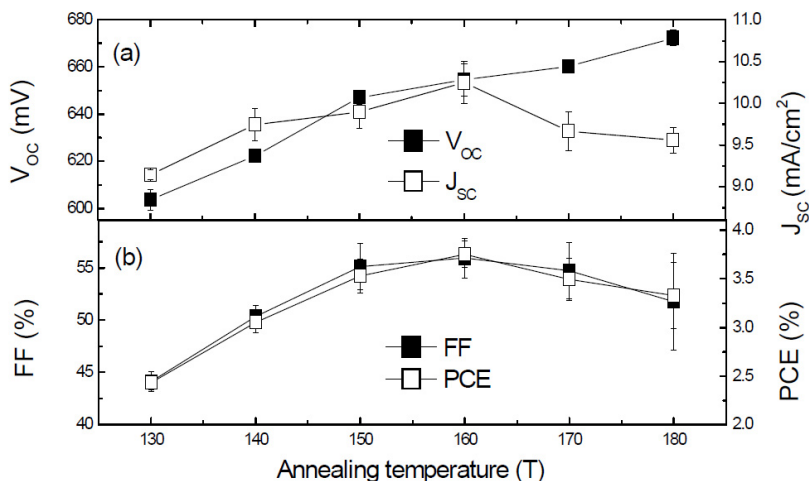 680
660
640
620
600
V_OC (mV)
(a)
V_OC
J_SC
11.0
10.5
10.0
9.5
9.0
J_SC (mA/cm²)
55
50
45
40
FF (%)
(b)
FF
PCE
4.0
3.5
3.0
2.5
2.0
PCE (%)
130 140 150 160 170 180
Annealing temperature (T)